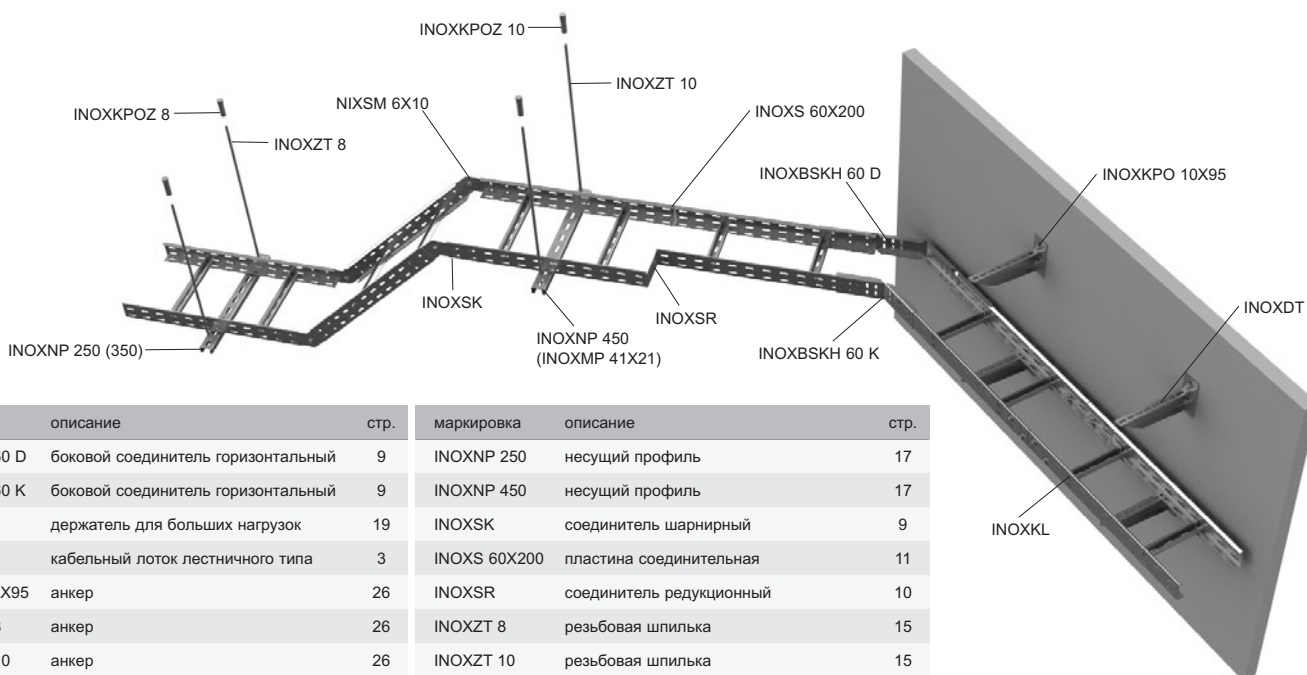 INOXKPOZ 10
INOXZT 10
NIXSM 6X10
INOXKPOZ 8
INOXZT 8
INOXS 60X200
INOXBSKH 60 D
INOXKPO 10X95
INOXSK
INOXSR
INOXDT
INOXNP 250 (350)
INOXNP 450
(INOXMP 41X21)
INOXBSKH 60 K
INOXKL
описание стр.
60 D боковой соединитель горизонтальный 9
60 K боковой соединитель горизонтальный 9
держатель для больших нагрузок 19
кабельный лоток лестничного типа 3
X95 анкер 26
анкер 26
0 анкер 26
маркировка описание стр.
INOXNP 250 несущий профиль 17
INOXNP 450 несущий профиль 17
INOXSK соединитель шарнирный 9
INOXS 60X200 пластина соединительная 11
INOXSR соединитель редукционный 10
INOXZT 8 резьбовая шпилька 15
INOXZT 10 резьбовая шпилька 15